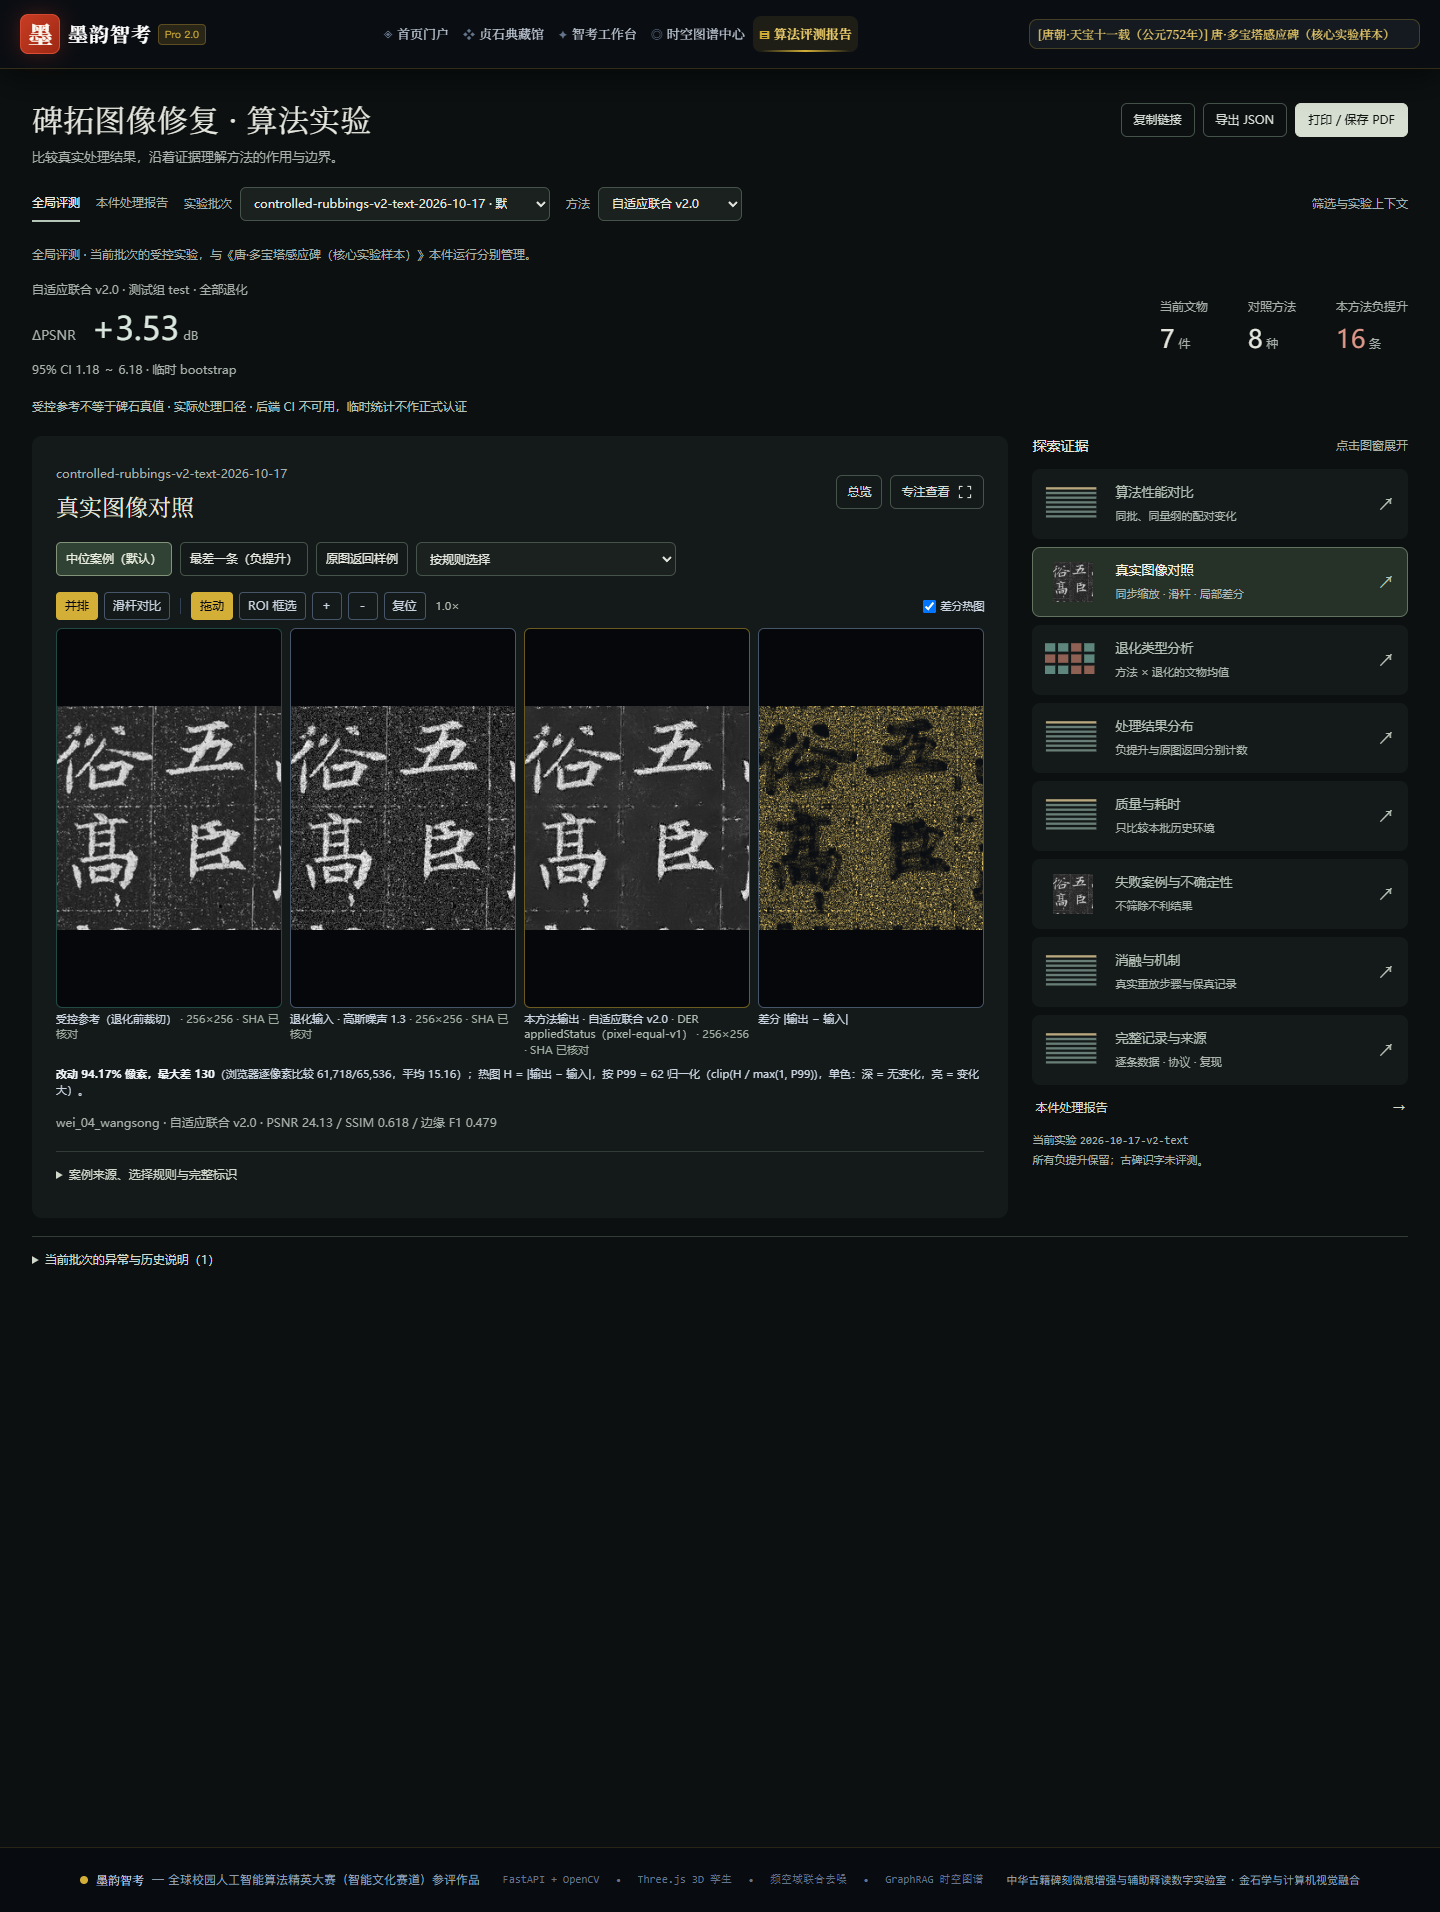 墨 墨韵智考 Pro 2.0
首页门户 贞石典藏馆 智考工作台 时空图谱中心 算法评测报告
[唐朝·天宝十一载（公元752年）] 唐·多宝塔感应碑（核心实验样本）
碑拓图像修复 · 算法实验
复制链接 导出 JSON 打印 / 保存 PDF
比较真实处理结果，沿着证据理解方法的作用与边界。
全局评测 本件处理报告 实验批次 controlled-rubbings-v2-text-2026-10-17 · 默 方法 自适应联合 v2.0 筛选与实验上下文
全局评测 · 当前批次的受控实验，与《唐·多宝塔感应碑（核心实验样本）》本件运行分别管理。
自适应联合 v2.0 · 测试组 test · 全部退化
ΔPSNR +3.53 dB
95% CI 1.18 ～ 6.18 · 临时 bootstrap
当前文物 对照方法 本方法负提升
7 件 8 种 16 条
受控参考不等于碑石真值 · 实际处理口径 · 后端 CI 不可用，临时统计不作正式认证
controlled-rubbings-v2-text-2026-10-17
真实图像对照
总览 专注查看
中位案例（默认） 最差一条（负提升） 原图返回样例 按规则选择
并排 滑杆对比 拖动 ROI 框选 + - 复位 1.0× 差分热图
俗 五
高 臣
俗 五
高 臣
俗 五
高 臣
俗 五
高 臣
受控参考（退化前裁切） · 256×256 · SHA 已
核对
退化输入 · 高斯噪声 1.3 · 256×256 · SHA 已
核对
本方法输出 · 自适应联合 v2.0 · DER
appliedStatus（pixel-equal-v1） · 256×256
· SHA 已核对
差分 |输出 − 输入|
改动 94.17% 像素，最大差 130（浏览器逐像素比较 61,718/65,536，平均 15.16）；热图 H = |输出 − 输入|，按 P99 = 62 归一化（clip(H / max(1, P99))，单色：深 = 无变化，亮 = 变化
大）。
wei_04_wangsong · 自适应联合 v2.0 · PSNR 24.13 / SSIM 0.618 / 边缘 F1 0.479
案例来源、选择规则与完整标识
探索证据 点击图窗展开
算法性能对比
同批、同量纲的配对变化
真实图像对照
同步缩放 · 滑杆 · 局部差分
退化类型分析
方法 × 退化的文物均值
处理结果分布
负提升与原图返回分别计数
质量与耗时
只比较本批历史环境
失败案例与不确定性
不筛除不利结果
消融与机制
真实重放步骤与保真记录
完整记录与来源
逐条数据 · 协议 · 复现
本件处理报告 →
当前实验 2026-10-17-v2-text
所有负提升保留；古碑识字未评测。
当前批次的异常与历史说明（1）
墨韵智考 — 全球校园人工智能算法精英大赛（智能文化赛道）参评作品 FastAPI + OpenCV • Three.js 3D 孪生 • 频空域联合去噪 • GraphRAG 时空图谱 中华古籍碑刻微痕增强与辅助释读数字实验室 · 金石学与计算机视觉融合